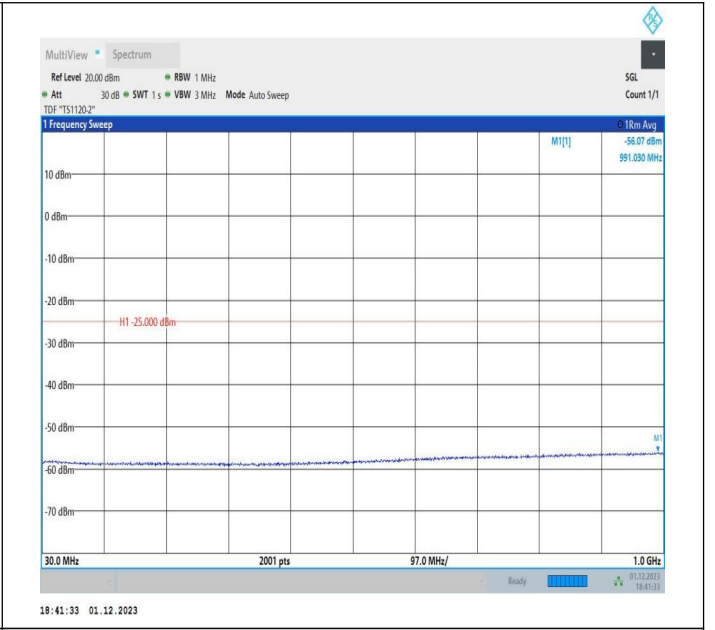 R&S
MultiView Spectrum
Ref Level 20.00 dBm RBW 1 MHz SGL
Att 30 dB SWT 1 s VBW 3 MHz Mode Auto Sweep Count 1/1
TDF "TS1120-2"
1 Frequency Sweep 1Rm Avg
M1[1] -56.07 dBm
991.030 MHz
10 dBm
0 dBm
-10 dBm
-20 dBm
H1 -25.000 dBm
-30 dBm
-40 dBm
-50 dBm
M1
-60 dBm
-70 dBm
30.0 MHz 2001 pts 97.0 MHz/ 1.0 GHz
Ready 01.12.2023
18:41:33
18:41:33 01.12.2023